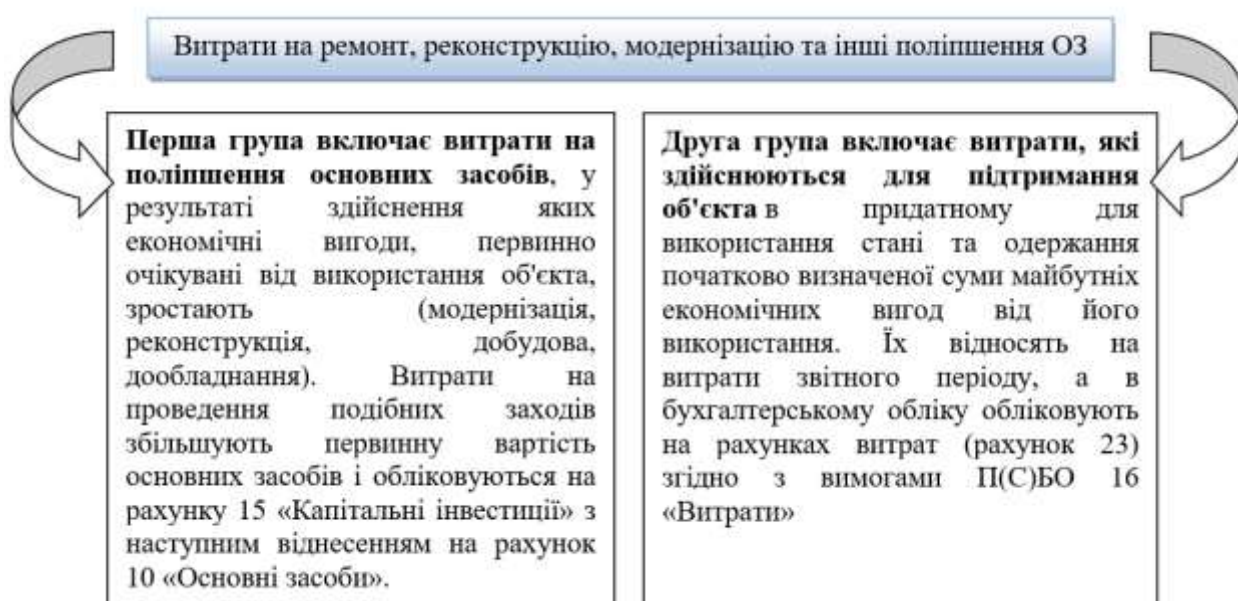 Витрати на ремонт, реконструкцію, модернізацію та інші поліпшення ОЗ
Перша група включає витрати на
поліпшення основних засобів, у
результаті здійснення яких
економічні вигоди, первинно
очікувані від використання об'єкта,
зростають (модернізація,
реконструкція, добудова,
дообладнання). Витрати на
проведення подібних заходів
збільшують первинну вартість
основних засобів і обліковуються на
рахунку 15 «Капітальні інвестиції» з
наступним віднесенням на рахунок
10 «Основні засоби».
Друга група включає витрати, які
здійснюються для підтримання
об'єкта в придатному для
використання стані та одержання
початково визначеної суми майбутніх
економічних вигод від його
використання. Їх відносять на
витрати звітного періоду, а в
бухгалтерському обліку обліковують
на рахунках витрат (рахунок 23)
згідно з вимогами П(С)БО 16
«Витрати»